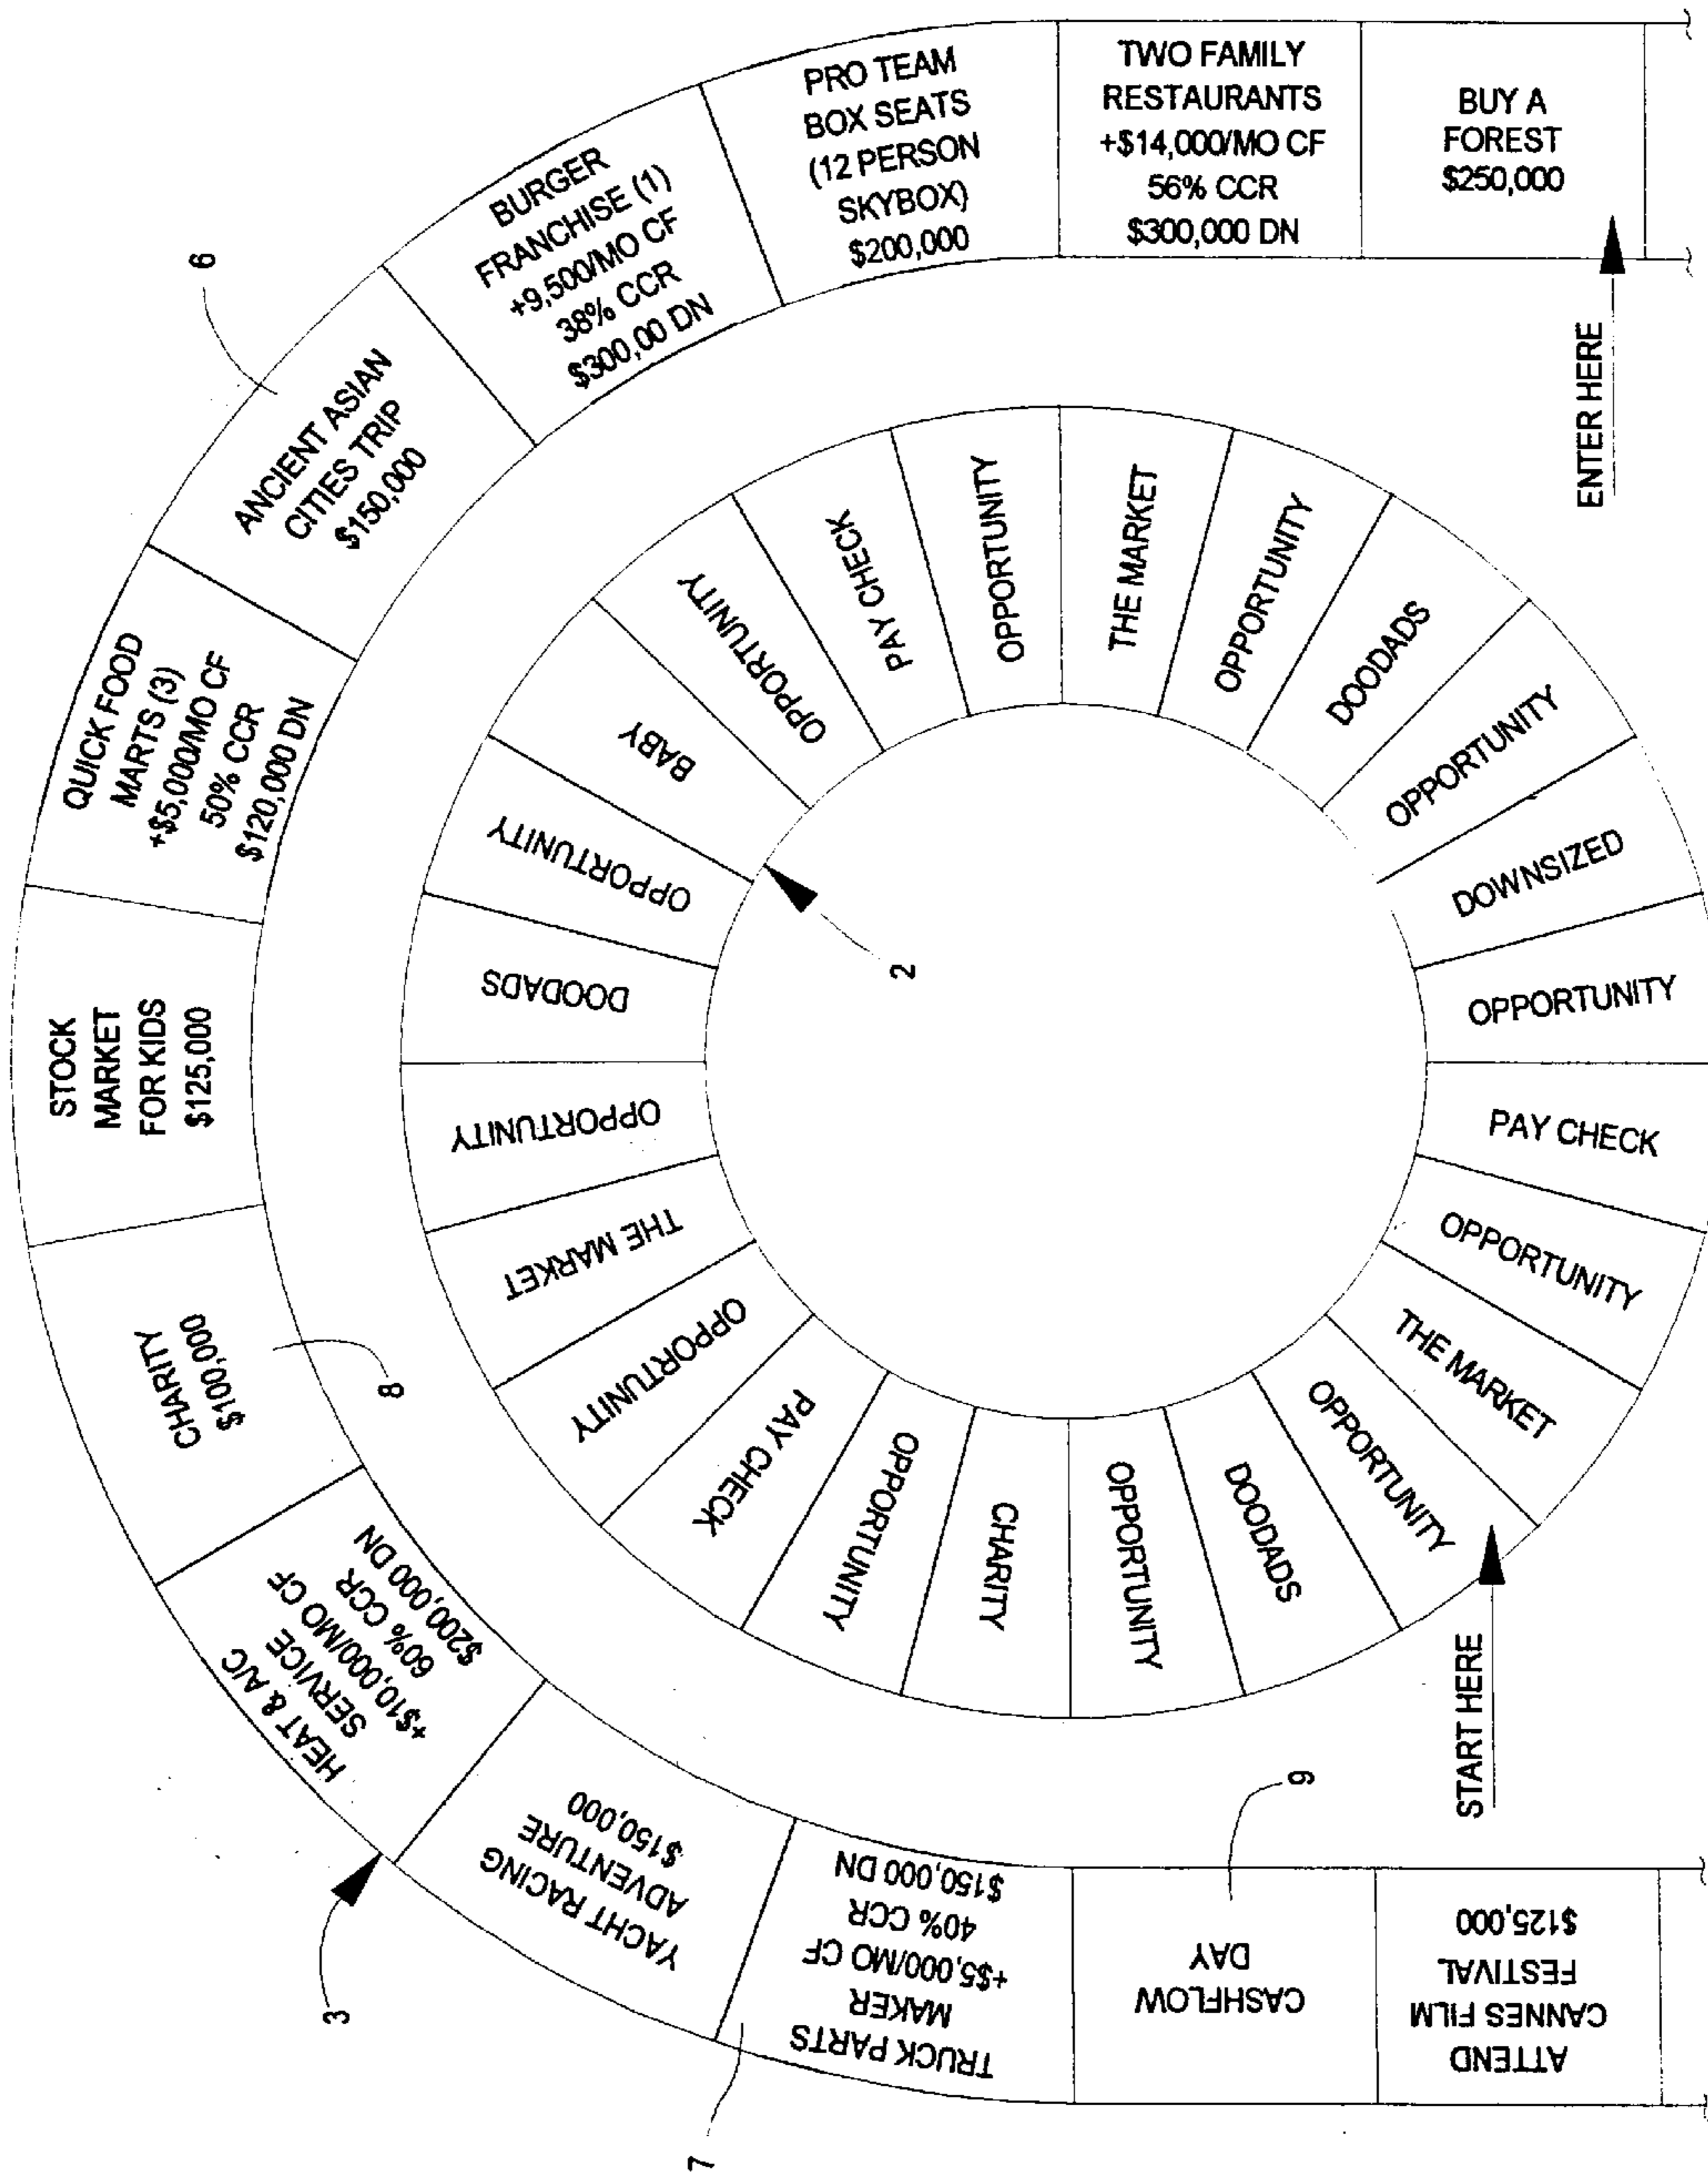 ATTEND
CANNES FILM
FESTIVAL
$125,000
CASHFLOW
DAY
9
TRUCK PARTS
MAKER
+$5,000/MO CF
40% CCR
$150,000 DN
7
YACHT RACING
ADVENTURE
$150,000
3
HEAT & A/C
SERVICE
+$10,000/MO CF
60% CCR
$200,000 DN
CHARITY
$100,000
8
STOCK
MARKET
FOR KIDS
$125,000
QUICK FOOD
MARTS (3)
+$5,000/MO CF
50% CCR
$120,000 DN
ANCIENT ASIAN
CITIES TRIP
$150,000
6
BURGER
FRANCHISE (1)
+9,500/MO CF
38% CCR
$300,00 DN
PRO TEAM
BOX SEATS
(12 PERSON
SKYBOX)
$200,000
TWO FAMILY
RESTAURANTS
+$14,000/MO CF
56% CCR
$300,000 DN
BUY A
FOREST
$250,000
ENTER HERE
START HERE
OPPORTUNITY
DOODADS
OPPORTUNITY
CHARITY
OPPORTUNITY
PAY CHECK
OPPORTUNITY
THE MARKET
OPPORTUNITY
DOODADS
OPPORTUNITY
BABY
OPPORTUNITY
PAY CHECK
OPPORTUNITY
THE MARKET
OPPORTUNITY
DOODADS
OPPORTUNITY
DOWNSIZED
OPPORTUNITY
PAY CHECK
OPPORTUNITY
THE MARKET
2